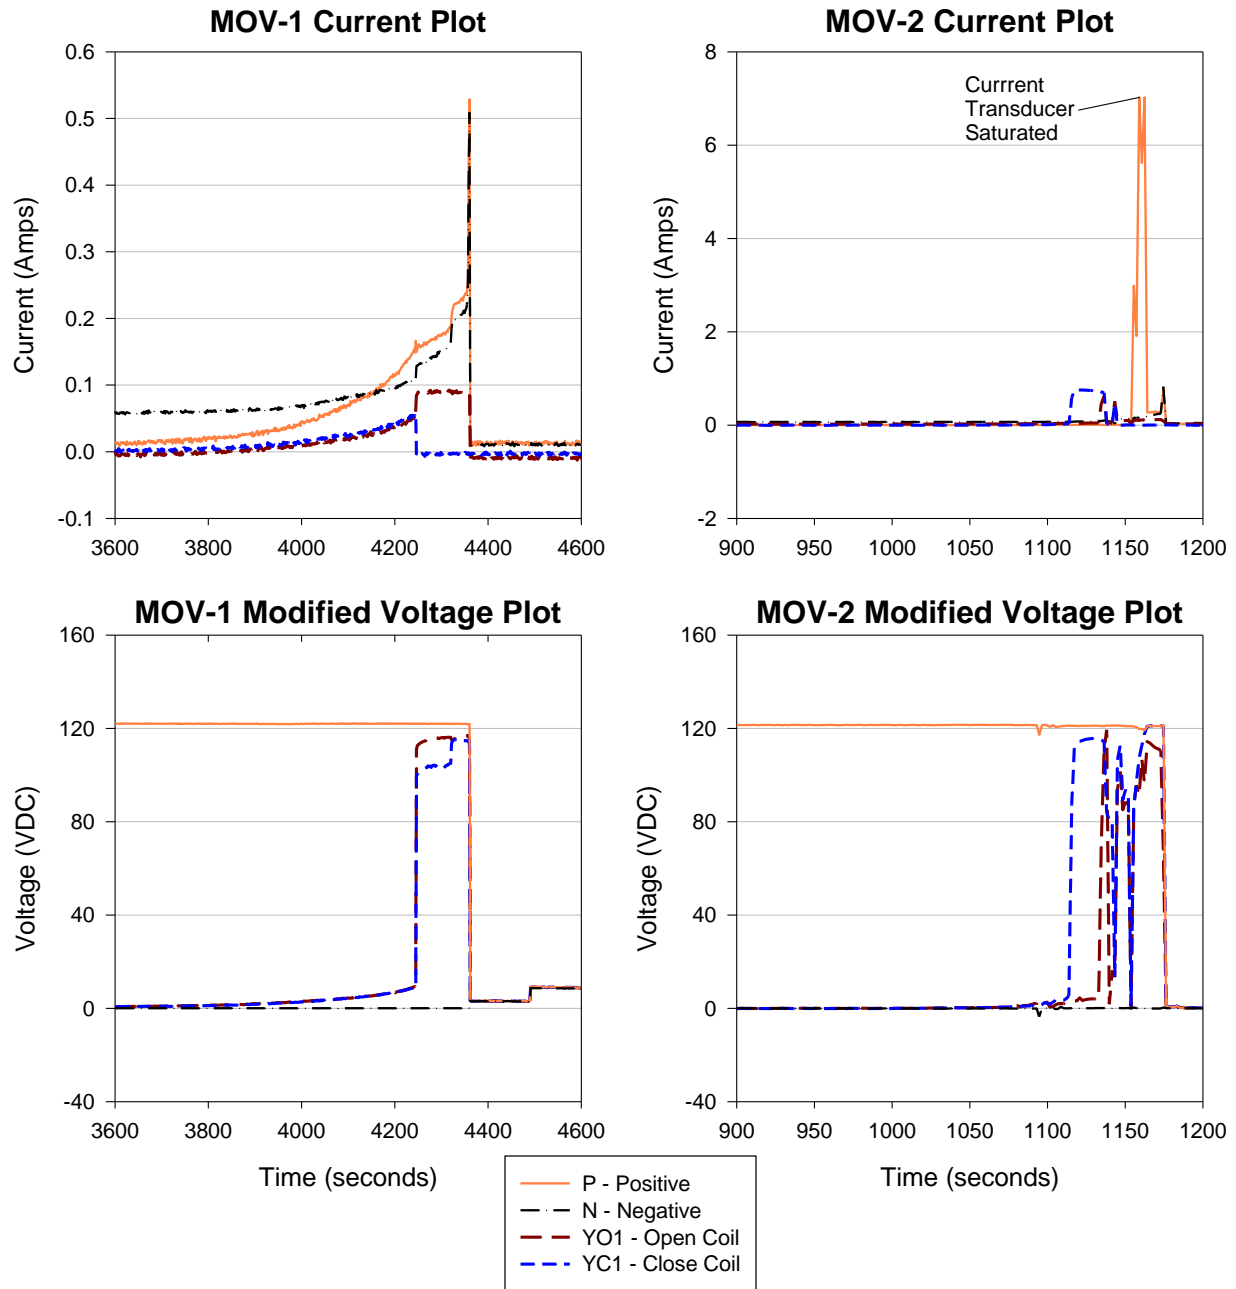 MOV-1 Current Plot
MOV-2 Current Plot
0.6
0.5
0.4
0.3
0.2
0.1
0.0
-0.1
Current (Amps)
3600 3800 4000 4200 4400 4600
8
6
4
2
0
-2
Current (Amps)
Currrent
Transducer
Saturated
900 950 1000 1050 1100 1150 1200
MOV-1 Modified Voltage Plot
MOV-2 Modified Voltage Plot
160
120
80
40
0
-40
Voltage (VDC)
3600 3800 4000 4200 4400 4600
Time (seconds)
160
120
80
40
0
-40
Voltage (VDC)
900 950 1000 1050 1100 1150 1200
Time (seconds)
P - Positive
N - Negative
YO1 - Open Coil
YC1 - Close Coil